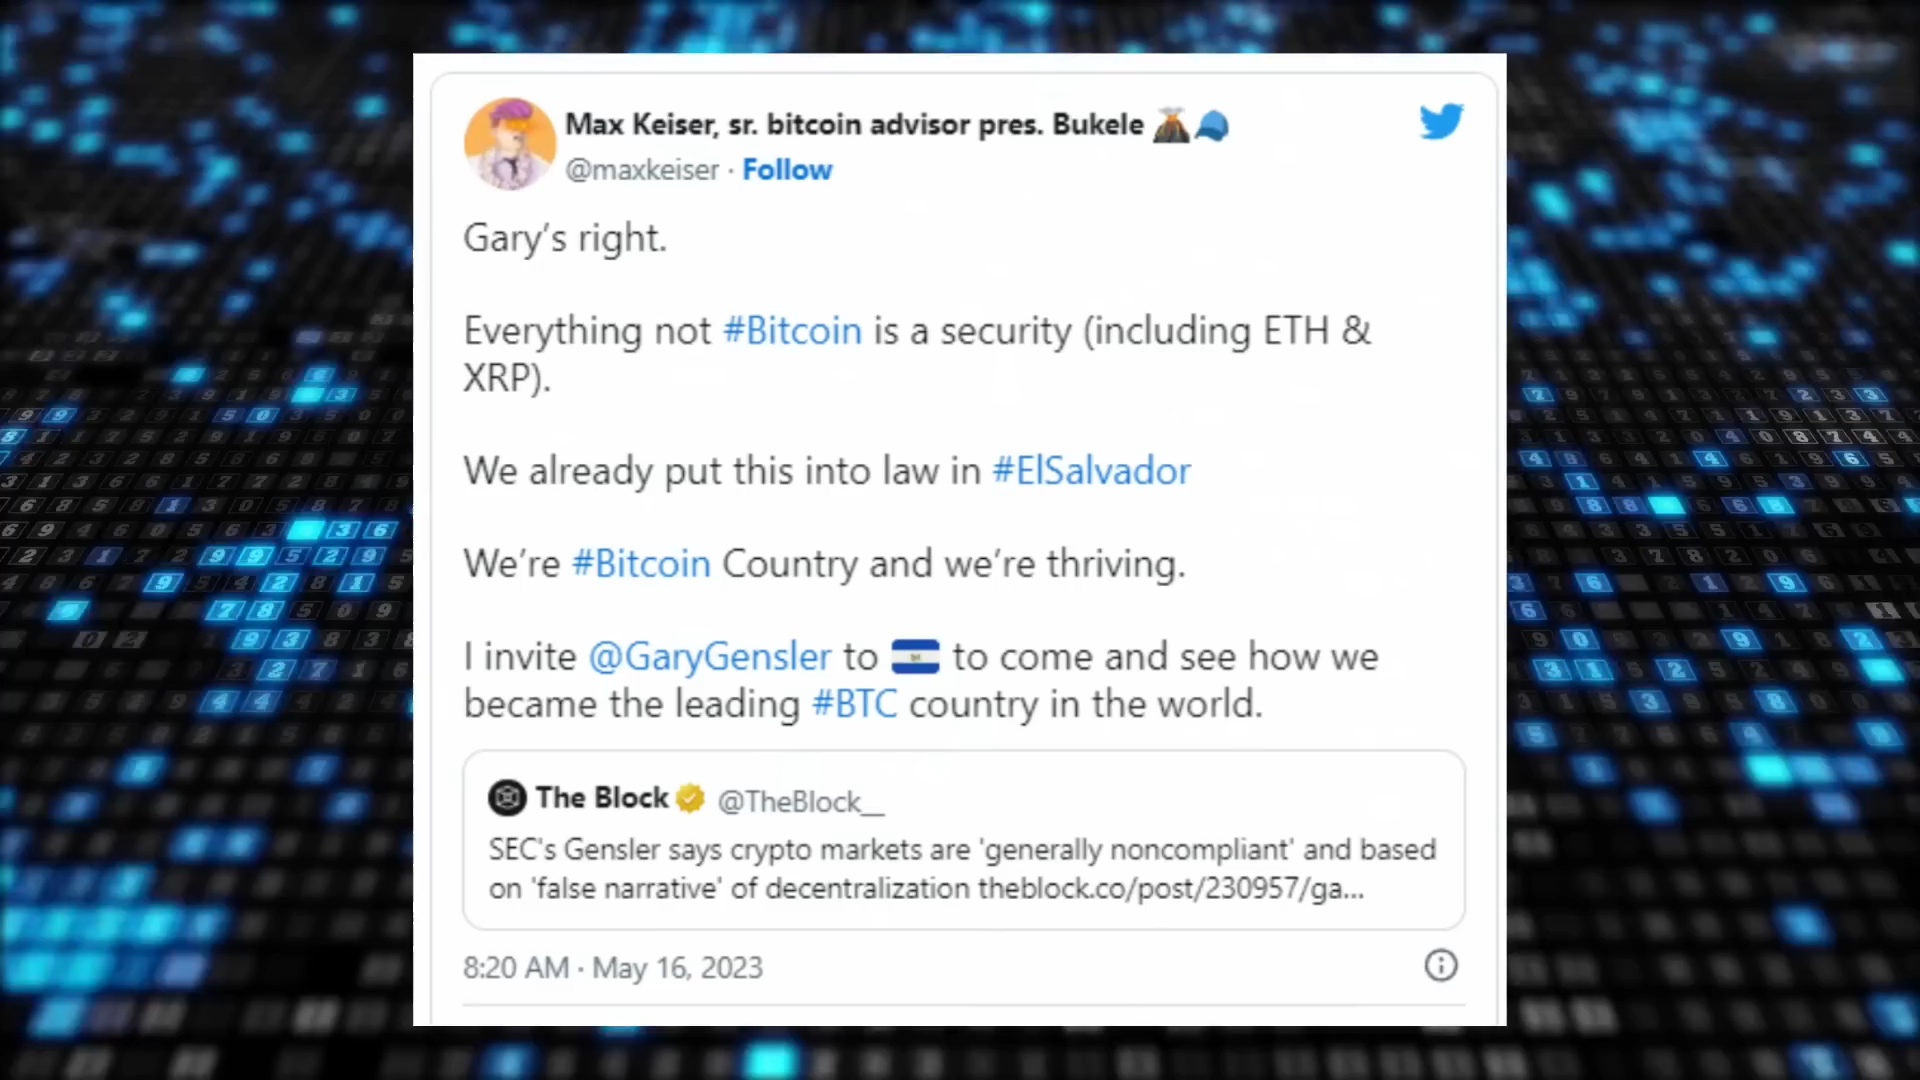 Max Keiser, sr. bitcoin advisor pres. Bukele 🌋🧢
@maxkeiser · Follow
Gary’s right.
Everything not #Bitcoin is a security (including ETH &
XRP).
We already put this into law in #ElSalvador
We’re #Bitcoin Country and we’re thriving.
I invite @GaryGensler to 🇸🇻 to come and see how we
became the leading #BTC country in the world.
The Block @TheBlock__
SEC's Gensler says crypto markets are 'generally noncompliant' and based
on 'false narrative' of decentralization theblock.co/post/230957/ga...
8:20 AM · May 16, 2023